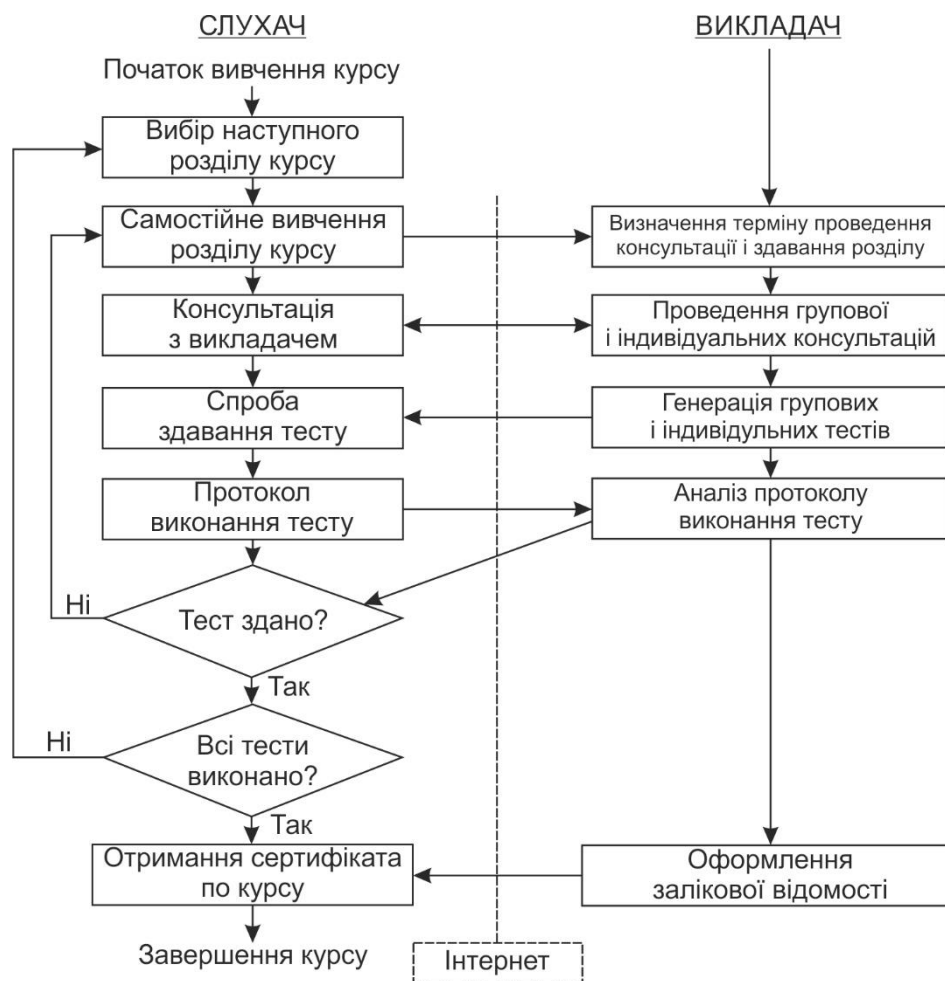 СЛУХАЧ
ВИКЛАДАЧ
Початок вивчення курсу
Вибір наступного
розділу курсу
Самостійне вивчення
розділу курсу
Визначення терміну проведення
консультації і здавання розділу
Консультація
з викладачем
Проведення групової
і індивідуальних консультацій
Спроба
здавання тесту
Генерація групових
і індивідульних тестів
Протокол
виконання тесту
Аналіз протоколу
виконання тесту
Ні
Тест здано?
Так
Ні
Всі тести
виконано?
Так
Отримання сертифіката
по курсу
Оформлення
залікової відомості
Завершення курсу
Інтернет